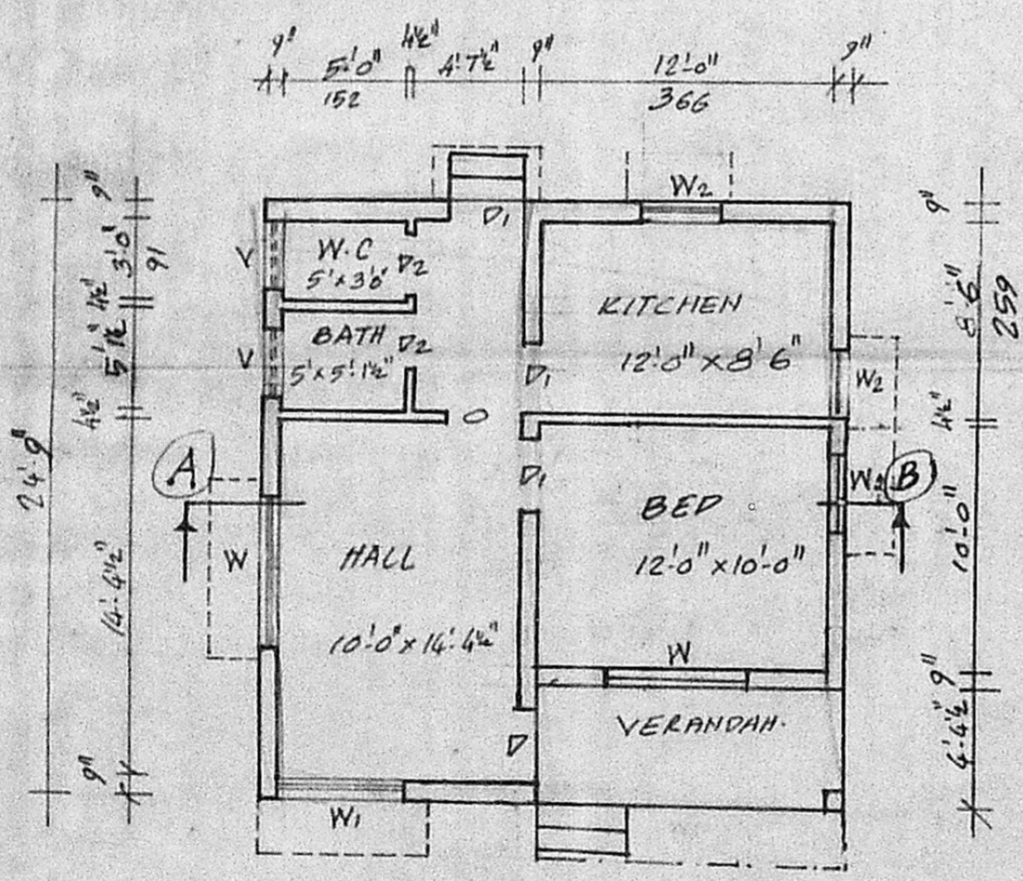 9" 5'-0" 4½" 4'-7½" 9" 12'-0" 9"
152 366
W2
9" 9"
D1
V W.C D2
5'x3'0"
3'-0"
91
4½"
KITCHEN
8'-6"
259
BATH D2
V
5'x5'-1½"
5'-1½"
12'-0"x8'6"
D1 W2
4½" O 4½"
24'-9"
A D1 W2 B
BED
HALL
W 12'-0"x10'-0" 10'-0"
14'-4½"
10'-0"x14'-4½"
W
9"
VERANDAH.
4'-4½"
D
9"
W1